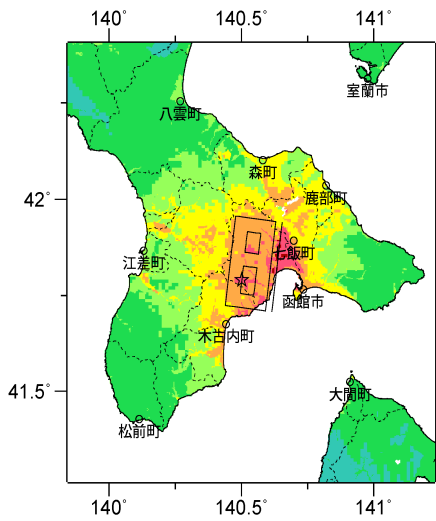 140° 140.5° 141°
室蘭市
八雲町
森町
鹿部町
42°
七飯町
江差町
函館市
木古内町
41.5°
大間町
松前町
140° 140.5° 141°